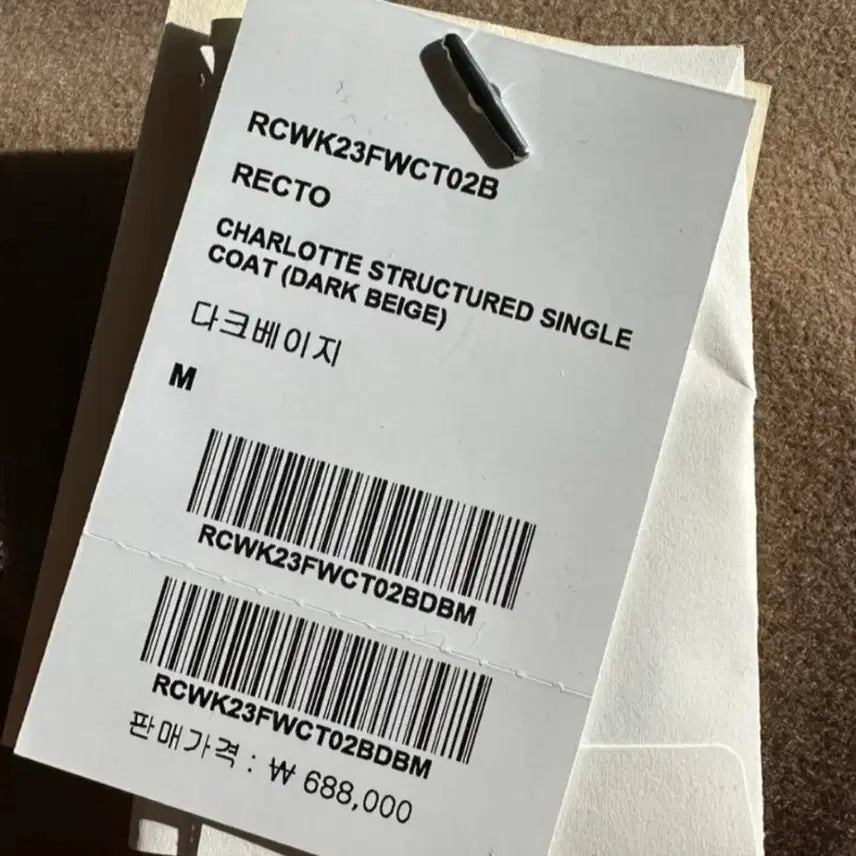 RCWK23FWCT02B
RECTO
CHARLOTTE STRUCTURED SINGLE
COAT (DARK BEIGE)
다크베이지
M
RCWK23FWCT02BDBM
RCWK23FWCT02BDBM
판매가격 : ₩ 688,000